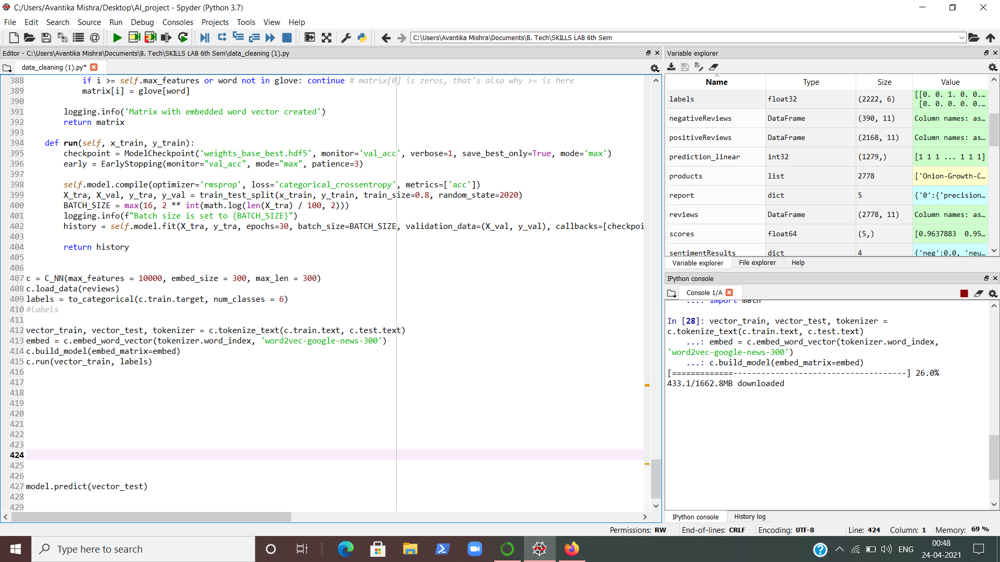 C:/Users/Avantika Mishra/Desktop\AI_project - Spyder (Python 3.7)
File Edit Search Source Run Debug Consoles Projects Tools View Help
C:\Users\Avantika Mishra\Documents\B. Tech\SKILLS LAB 6th Sem
Editor - C:\Users\Avantika Mishra\Documents\B. Tech\SKILLS LAB 6th Sem\data_cleaning (1).py
data_cleaning (1).py*
388 if i >= self.max_features or word not in glove: continue # matrix[0] is zeros, that's also why >= is here
389 matrix[i] = glove[word]
390
391 logging.info('Matrix with embedded word vector created')
392 return matrix
393
394 def run(self, x_train, y_train):
395 checkpoint = ModelCheckpoint('weights_base_best.hdf5', monitor='val_acc', verbose=1, save_best_only=True, mode='max')
396 early = EarlyStopping(monitor="val_acc", mode="max", patience=3)
397
398 self.model.compile(optimizer='rmsprop', loss='categorical_crossentropy', metrics=['acc'])
399 X_tra, X_val, y_tra, y_val = train_test_split(x_train, y_train, train_size=0.8, random_state=2020)
400 BATCH_SIZE = max(16, 2 ** int(math.log(len(X_tra) / 100, 2)))
401 logging.info(f"Batch size is set to {BATCH_SIZE}")
402 history = self.model.fit(X_tra, y_tra, epochs=30, batch_size=BATCH_SIZE, validation_data=(X_val, y_val), callbacks=[checkpoi
403
404 return history
405
406
407 c = C_NN(max_features = 10000, embed_size = 300, max_len = 300)
408 c.load_data(reviews)
409 labels = to_categorical(c.train.target, num_classes = 6)
410 #labels
411
412 vector_train, vector_test, tokenizer = c.tokenize_text(c.train.text, c.test.text)
413 embed = c.embed_word_vector(tokenizer.word_index, 'word2vec-google-news-300')
414 c.build_model(embed_matrix=embed)
415 c.run(vector_train, labels)
416
417
418
419
420
421
422
423
424
425
426
427 model.predict(vector_test)
428
429
Permissions: RW End-of-lines: CRLF Encoding: UTF-8 Line: 424 Column: 1 Memory: 69 %
Variable explorer
Name Type Size Value
labels float32 (2222, 6) [[0. 0. 1. 0. 0.…
[0. 0. 0. 0. 0.…
negativeReviews DataFrame (390, 11) Column names: as…
positiveReviews DataFrame (2168, 11) Column names: as…
prediction_linear int32 (1279,) [1 1 1 ... 1 1 1]
products list 2778 ['Onion-Growth-C…
report dict 5 {'0':{'precision…
reviews DataFrame (2778, 11) Column names: as…
scores float64 (5,) [0.9637883 0.95…
sentimentResults dict 4 {'neg':0.0, 'neu…
Variable explorer File explorer Help
IPython console
Console 1/A
...: import math
In [28]: vector_train, vector_test, tokenizer =
c.tokenize_text(c.train.text, c.test.text)
...: embed = c.embed_word_vector(tokenizer.word_index,
'word2vec-google-news-300')
...: c.build_model(embed_matrix=embed)
[=============-------------------------------------] 26.0%
433.1/1662.8MB downloaded
IPython console History log
Type here to search
ENG
00:48
24-04-2021